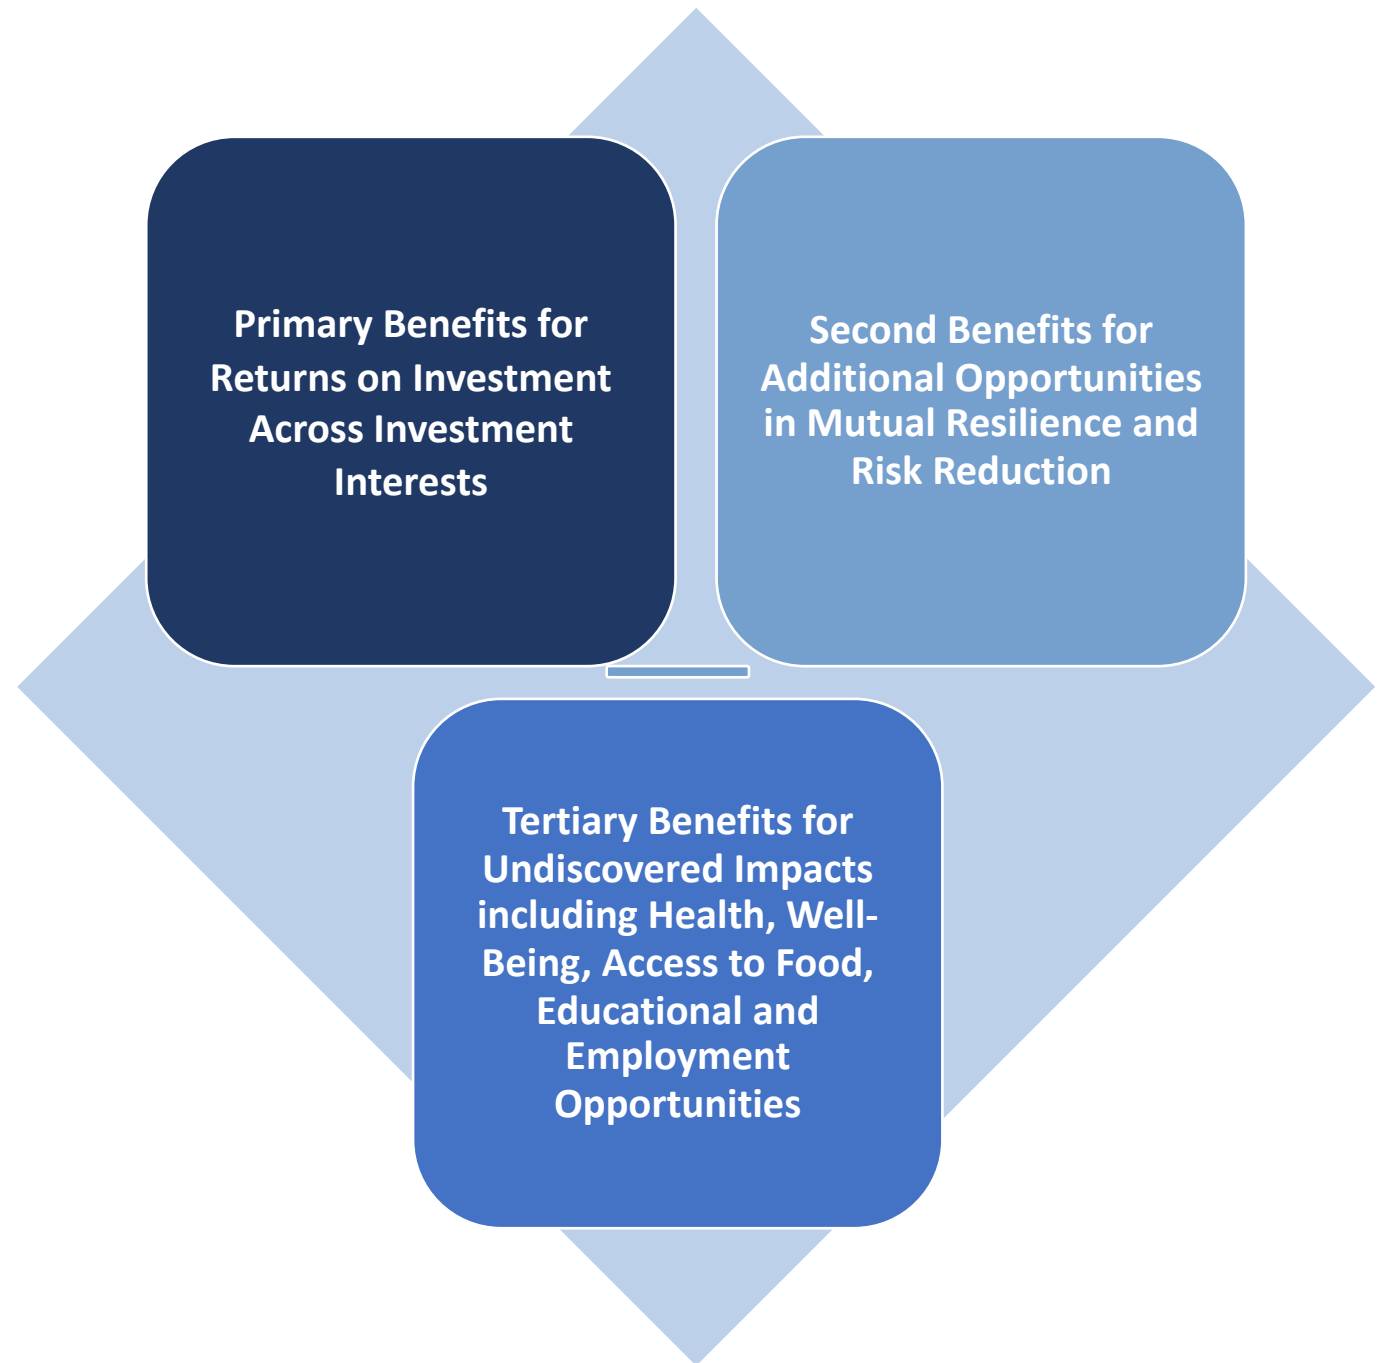 Primary Benefits for
Returns on Investment
Across Investment
Interests
Second Benefits for
Additional Opportunities
in Mutual Resilience and
Risk Reduction
Tertiary Benefits for
Undiscovered Impacts
including Health, Well-
Being, Access to Food,
Educational and
Employment
Opportunities